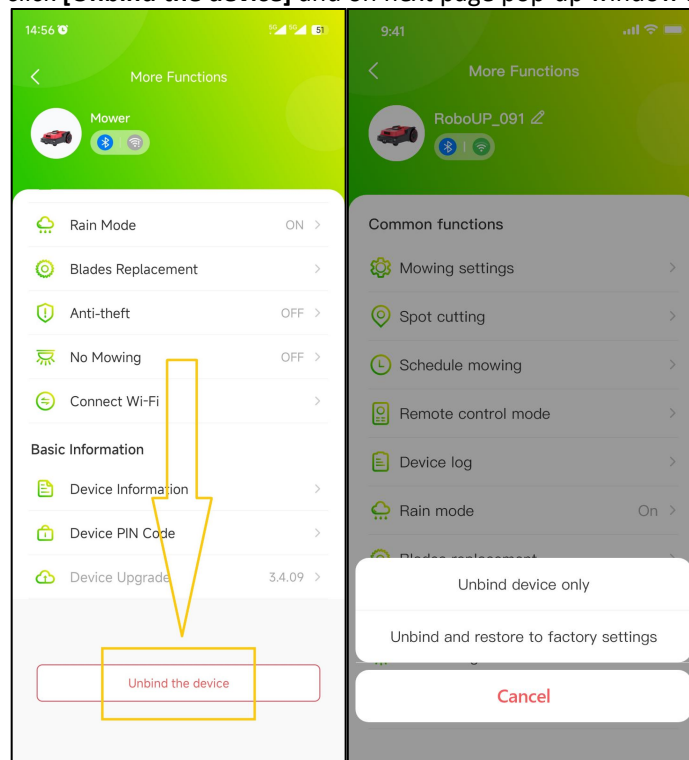 click [Unbind the device] and on next page pop-up window
14:56
5G 5G 51
More Functions
Mower
Rain Mode ON
Blades Replacement
Anti-theft OFF
No Mowing OFF
Connect Wi-Fi
Basic Information
Device Information
Device PIN Code
Device Upgrade 3.4.09
Unbind the device
9:41
More Functions
RoboUP_091
Common functions
Mowing settings
Spot cutting
Schedule mowing
Remote control mode
Device log
Rain mode On
Blades replacement
Unbind device only
Unbind and restore to factory settings
Cancel